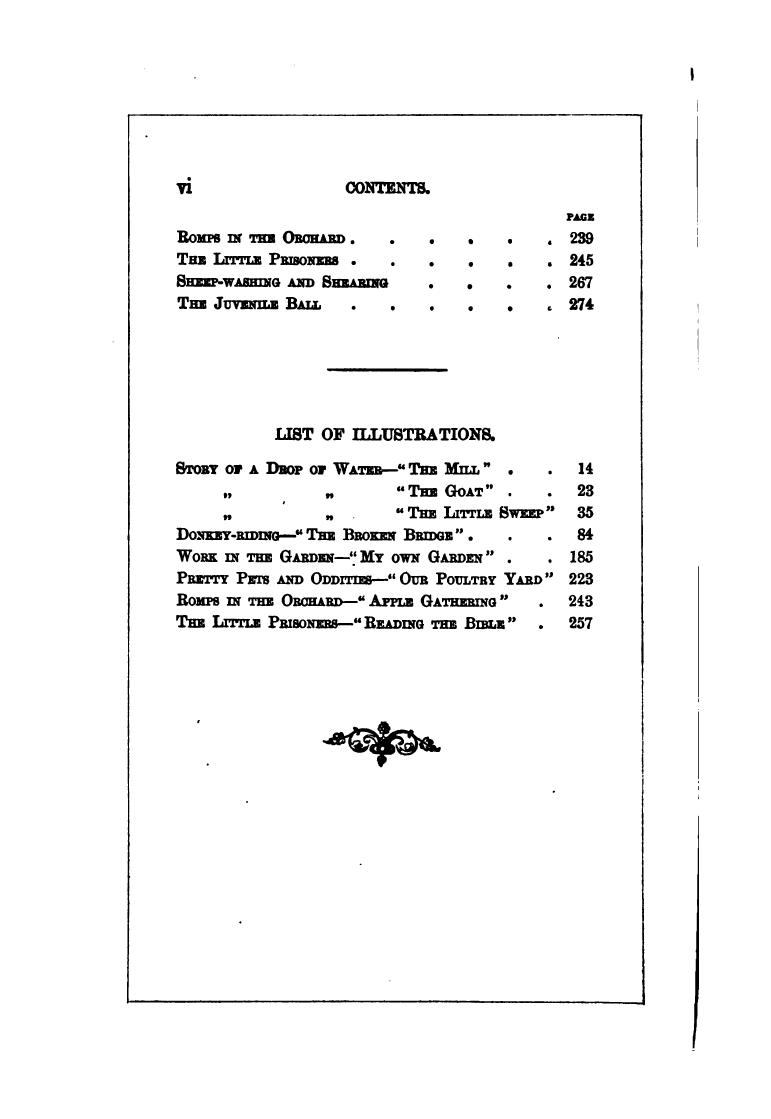 vi CONTENTS.
PAGE
Romps in the Orchard . . . . . . 239
The Little Prisoners . . . . . . 245
Sheep-washing and Shearing . . . . 267
The Juvenile Ball . . . . . . 274
LIST OF ILLUSTRATIONS.
Story of a Drop of Water—“The Mill” . . 14
„ „ “The Goat” . . 23
„ „ “The Little Sweep” 35
Donkey-riding—“The Broken Bridge” . . . 84
Work in the Garden—“My own Garden” . . 185
Pretty Pets and Oddities—“Our Poultry Yard” 223
Romps in the Orchard—“Apple Gathering” . 243
The Little Prisoners—“Reading the Bible” . 257